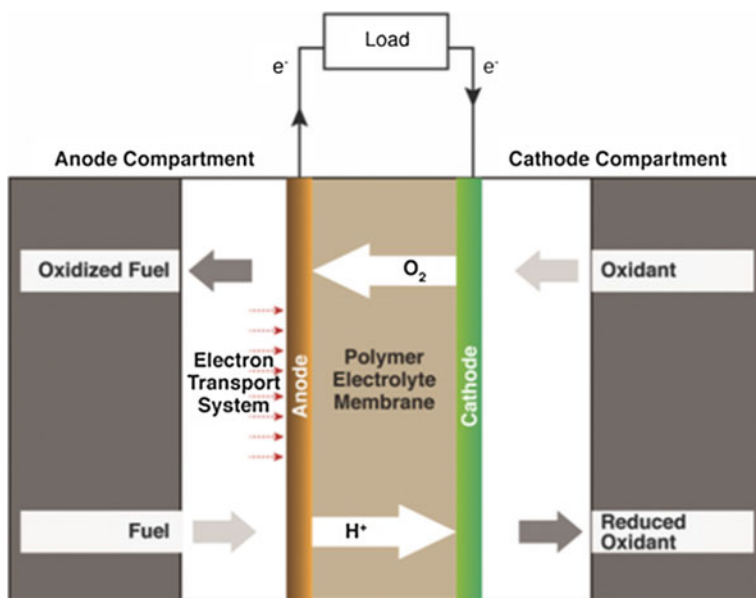 Load
e-
e-
Anode Compartment
Cathode Compartment
Oxidized Fuel
O2
Oxidant
Electron
Transport
System
Anode
Polymer
Electrolyte
Membrane
Cathode
Fuel
H+
Reduced
Oxidant